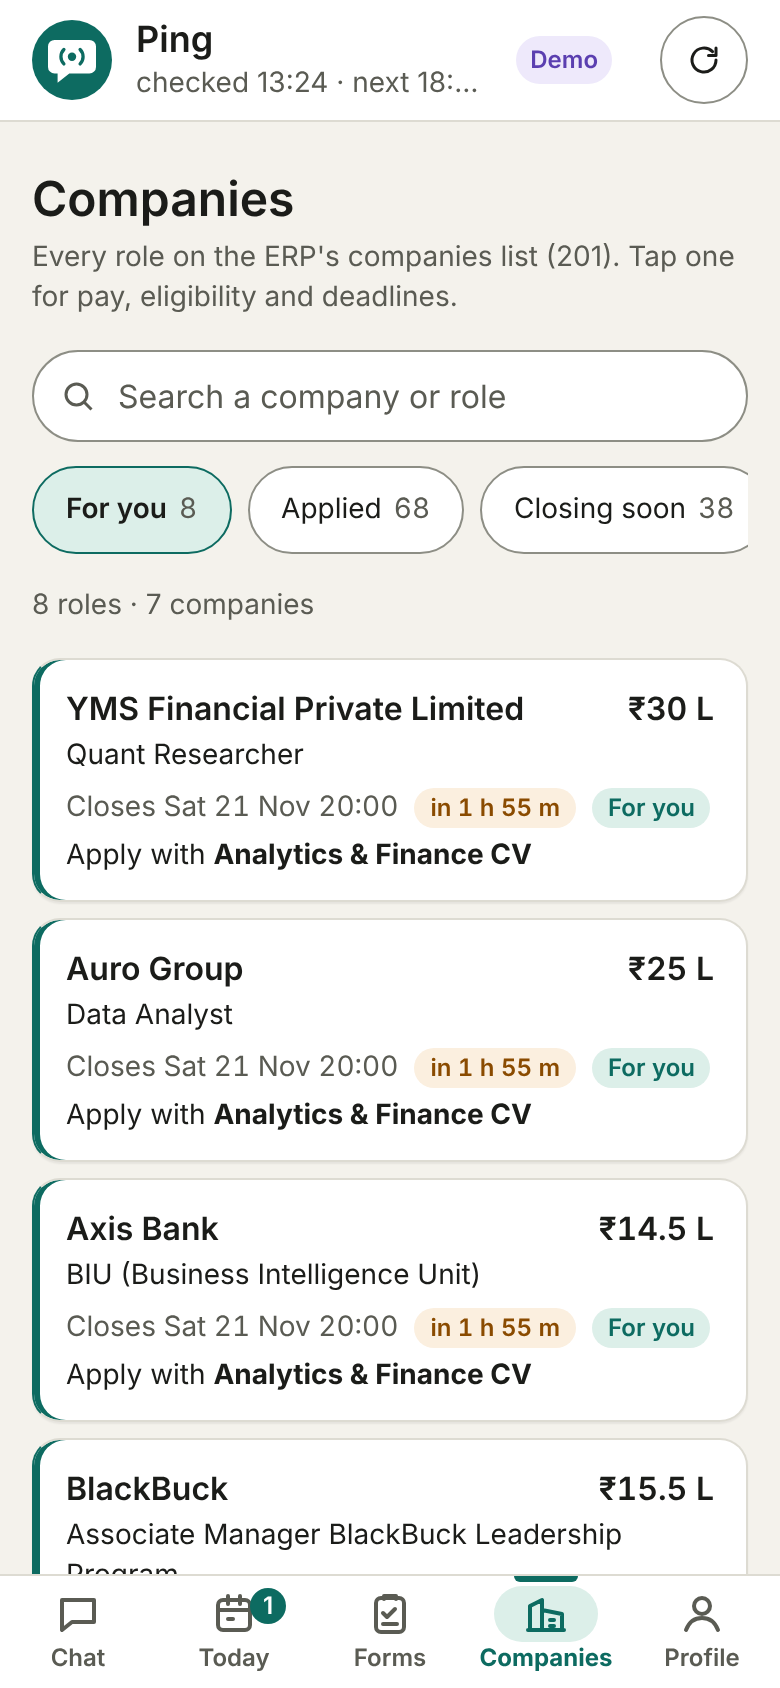 Ping
checked 13:24 · next 18:...
Demo
Companies
Every role on the ERP's companies list (201). Tap one
for pay, eligibility and deadlines.
Search a company or role
For you 8
Applied 68
Closing soon 38
8 roles · 7 companies
YMS Financial Private Limited ₹30 L
Quant Researcher
Closes Sat 21 Nov 20:00 in 1 h 55 m For you
Apply with Analytics & Finance CV
Auro Group ₹25 L
Data Analyst
Closes Sat 21 Nov 20:00 in 1 h 55 m For you
Apply with Analytics & Finance CV
Axis Bank ₹14.5 L
BIU (Business Intelligence Unit)
Closes Sat 21 Nov 20:00 in 1 h 55 m For you
Apply with Analytics & Finance CV
BlackBuck ₹15.5 L
Associate Manager BlackBuck Leadership
Program
1
Chat Today Forms Companies Profile